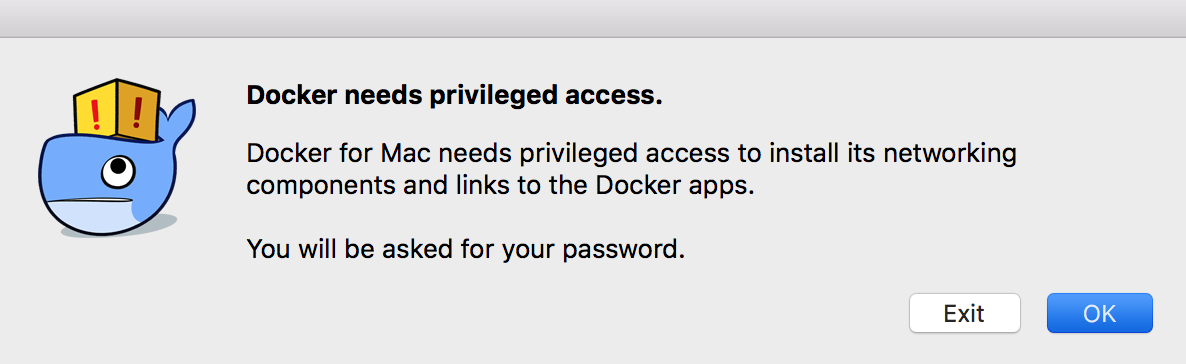 ! !
Docker needs privileged access.
Docker for Mac needs privileged access to install its networking
components and links to the Docker apps.
You will be asked for your password.
Exit OK